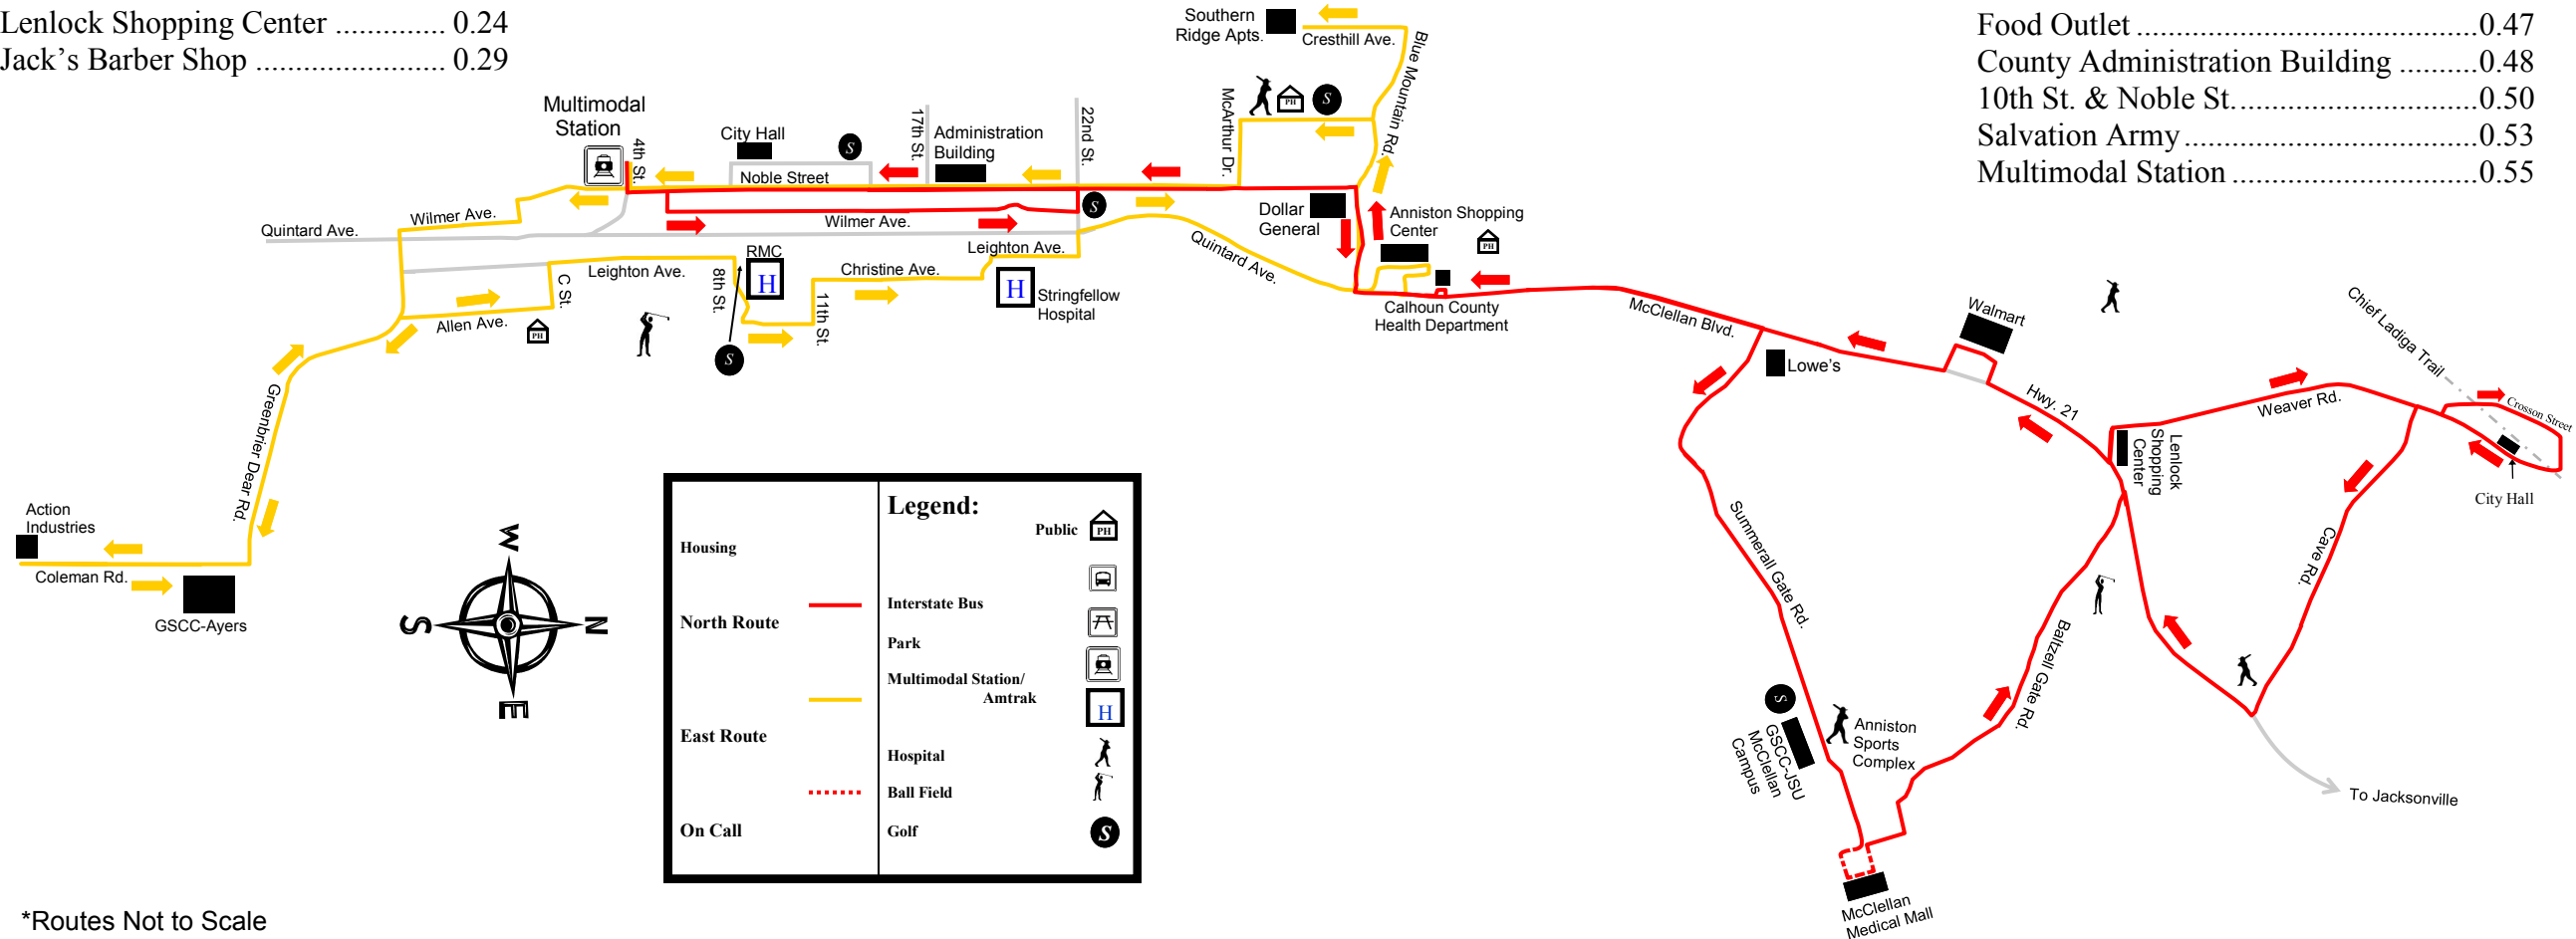 Lenlock Shopping Center .............. 0.24
Jack's Barber Shop ....................... 0.29
Food Outlet ..........................................0.47
County Administration Building ..........0.48
10th St. & Noble St..............................0.50
Salvation Army ....................................0.53
Multimodal Station ..............................0.55
Southern
Ridge Apts.
Cresthill Ave.
Blue Mountain Rd.
McArthur Dr.
PH
S
Multimodal
Station
4th St.
City Hall
S
17th St.
Administration
Building
22nd St.
Noble Street
Wilmer Ave.
Wilmer Ave.
S
Quintard Ave.
Leighton Ave.
Quintard Ave.
Dollar
General
Anniston Shopping
Center
PH
Calhoun County
Health Department
RMC
H
Leighton Ave.
8th St.
Christine Ave.
11th St.
H
Stringfellow
Hospital
C St.
Allen Ave.
PH
S
Greenbrier Dear Rd.
Action
Industries
Coleman Rd.
GSCC-Ayers
McClellan Blvd.
Lowe's
Walmart
Hwy. 21
Chief Ladiga Trail
Crosson Street
Weaver Rd.
City Hall
Lenlock
Shopping
Center
Cave Rd.
Summerall Gate Rd.
Baltzell Gate Rd.
S
GSCC-JSU
McClellan
Campus
Anniston
Sports
Complex
To Jacksonville
McClellan
Medical Mall
W
S
N
E
Legend:
Public PH
Housing
Interstate Bus
North Route
Park
Multimodal Station/
Amtrak
H
East Route
Hospital
Ball Field
On Call
Golf
S
*Routes Not to Scale